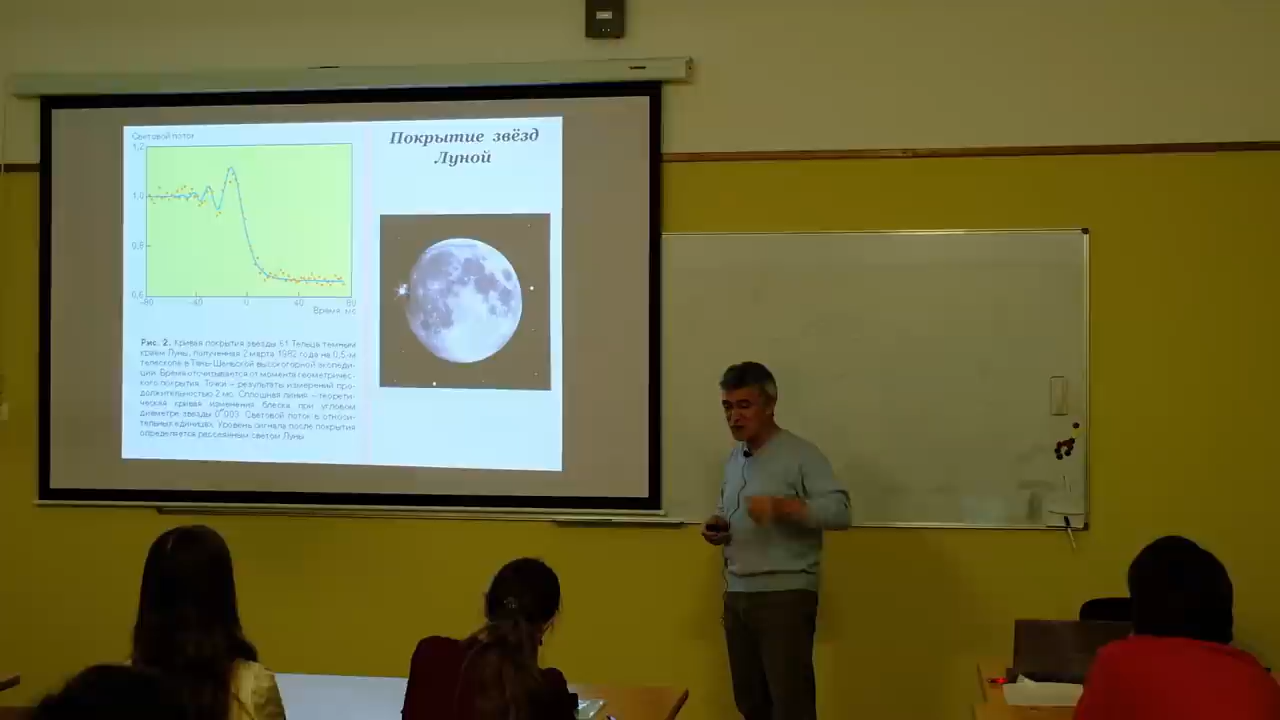 Световой поток
1,2
1,0
0,8
0,6
-80 -40 0 40 80
Время, мс
Рис. 2. Кривая покрытия звезды 61 Тельца темным
краем Луны, полученная 2 марта 1982 года на 0,5-м
телескопе в Тянь-Шаньской высокогорной экспеди-
ции. Время отсчитывается от момента геометричес-
кого покрытия. Точки – результаты измерений про-
должительностью 2 мс. Сплошная линия – теорети-
ческая кривая изменения блеска при угловом
диаметре звезды 0″,003. Световой поток в относи-
тельных единицах. Уровень сигнала после покрытия
определяется рассеянным светом Луны
Покрытие звёзд
Луной